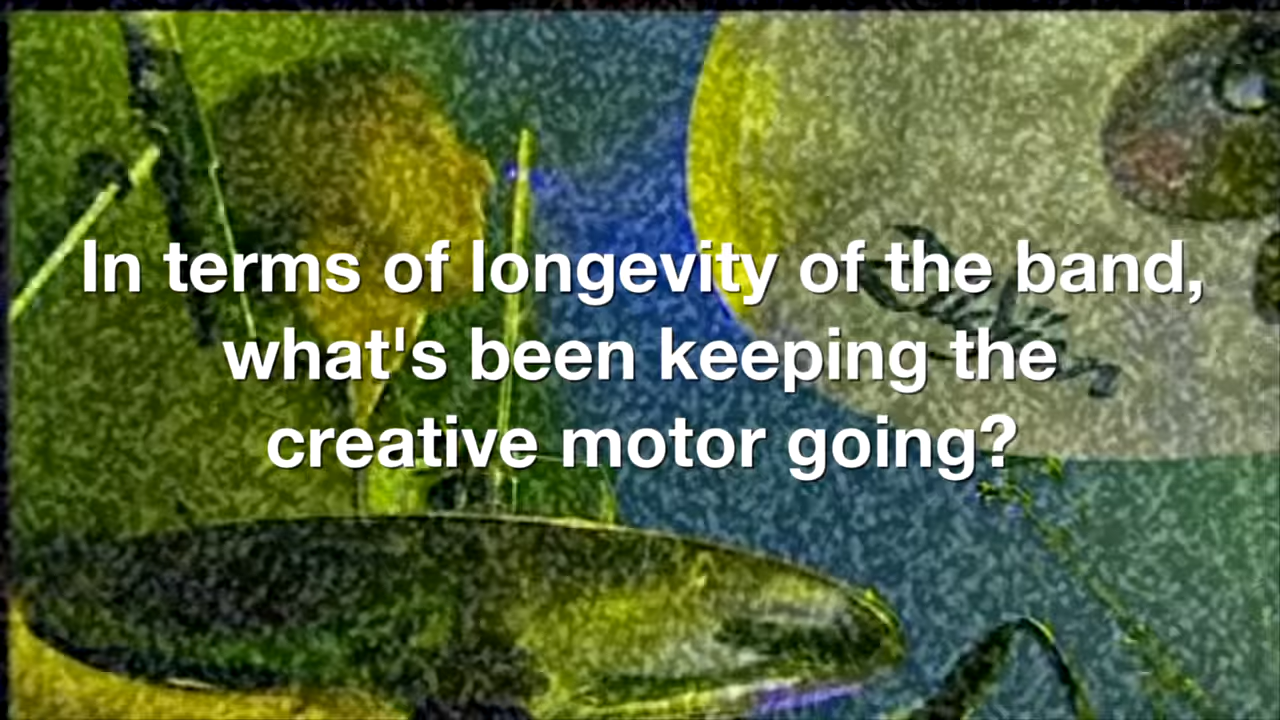 In terms of longevity of the band,
what's been keeping the
creative motor going?